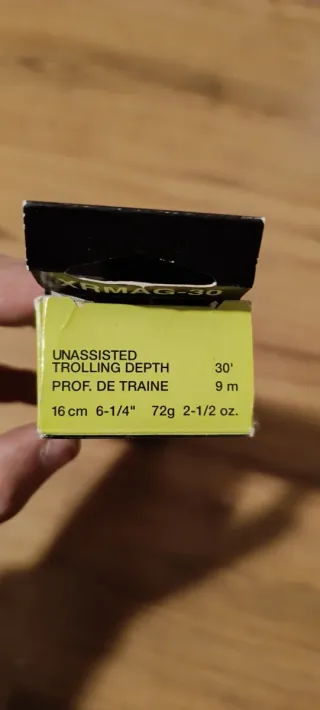 XRMAG-30
UNASSISTED
TROLLING DEPTH 30'
PROF. DE TRAINE 9 m
16 cm 6-1/4" 72g 2-1/2 oz.